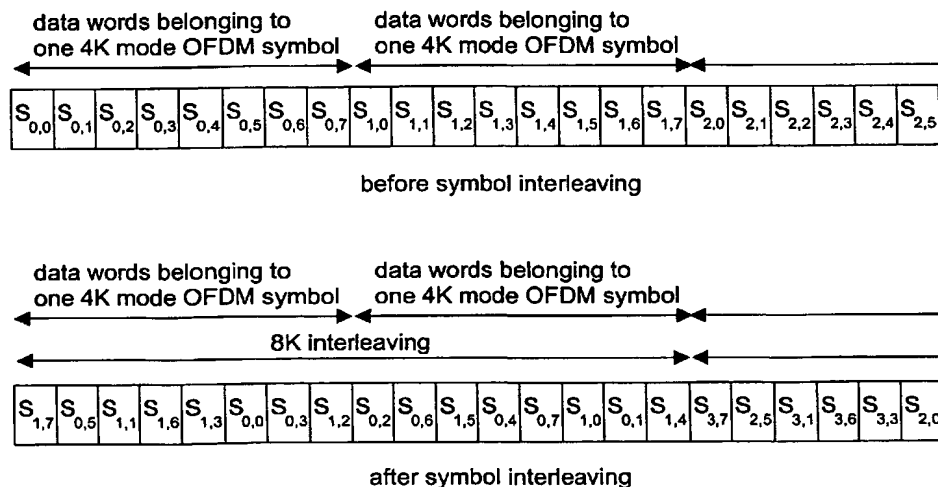 data words belonging to data words belonging to
one 4K mode OFDM symbol one 4K mode OFDM symbol
S0,0 S0,1 S0,2 S0,3 S0,4 S0,5 S0,6 S0,7 S1,0 S1,1 S1,2 S1,3 S1,4 S1,5 S1,6 S1,7 S2,0 S2,1 S2,2 S2,3 S2,4 S2,5
before symbol interleaving
data words belonging to data words belonging to
one 4K mode OFDM symbol one 4K mode OFDM symbol
8K interleaving
S1,7 S0,5 S1,1 S1,6 S1,3 S0,0 S0,3 S1,2 S0,2 S0,6 S1,5 S0,4 S0,7 S1,0 S0,1 S1,4 S3,7 S2,5 S3,1 S3,6 S3,3 S2,0
after symbol interleaving